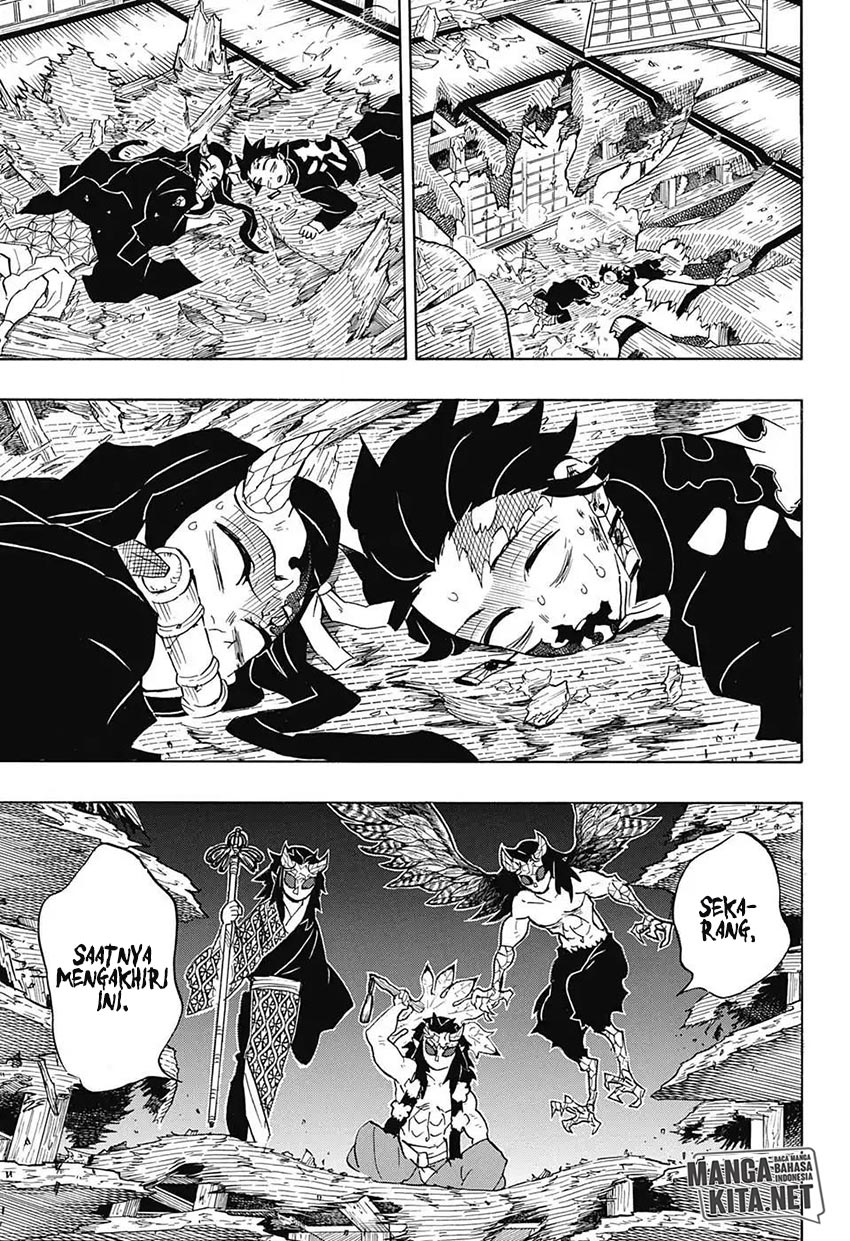 SEKA-
RANG,
SAATNYA
MENGAKHIRI
INI.
MANGA
KITA.NET
BACA MANGA
BAHASA
INDONESIA